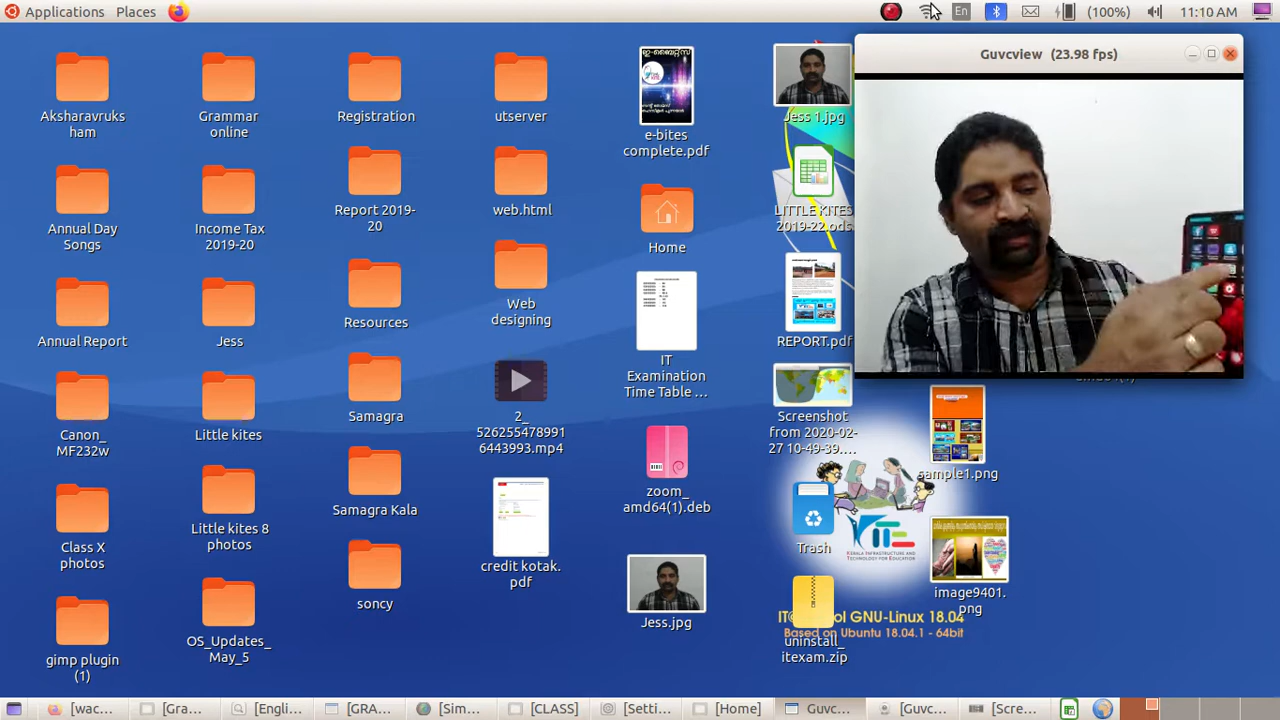 Applications Places En (100%) 11:10 AM
Guvcview (23.98 fps)
Aksharavruks
ham
Annual Day
Songs
Annual Report
Canon_
MF232w
Class X
photos
gimp plugin
(1)
Grammar
online
Income Tax
2019-20
Jess
Little kites
Little kites 8
photos
OS_Updates_
May_5
Registration
Report 2019-
20
Resources
Samagra
Samagra Kala
soncy
utserver
web.html
Web
designing
2_
526255478991
6443993.mp4
credit kotak.
pdf
ഇ-ബൈറ്റ്സ്
e-bites
complete.pdf
Home
IT
Examination
Time Table ...
zoom_
amd64(1).deb
Jess.jpg
Jess 1.jpg
LITTLE KITES
2019-22.ods
REPORT.pdf
Screenshot
from 2020-02-
27 10-49-39....
Trash
uninstall_
itexam.zip
sample1.png
image9401.
png
KERALA INFRASTRUCTURE
AND TECHNOLOGY FOR EDUCATION
GNU-Linux 18.04
Based on Ubuntu 18.04.1 - 64bit
[wac... [Gra... [Engli... [GRA... [Sim... [CLASS] [Setti... [Home] Guvc... [Guvc... [Scre...